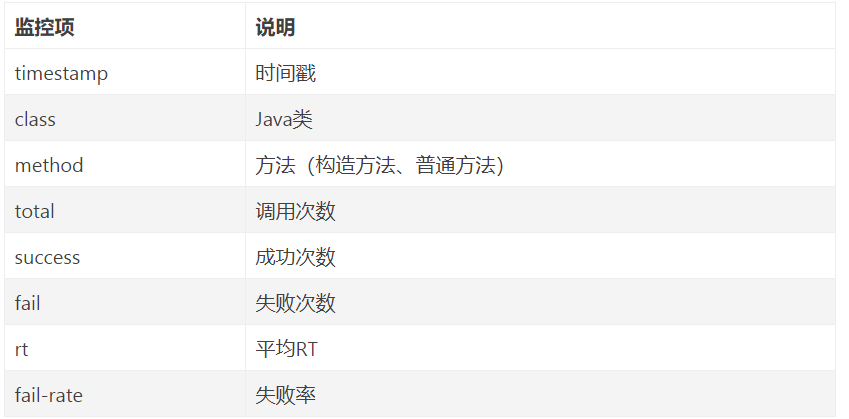 监控项 说明
timestamp 时间戳
class Java类
method 方法（构造方法、普通方法）
total 调用次数
success 成功次数
fail 失败次数
rt 平均RT
fail-rate 失败率